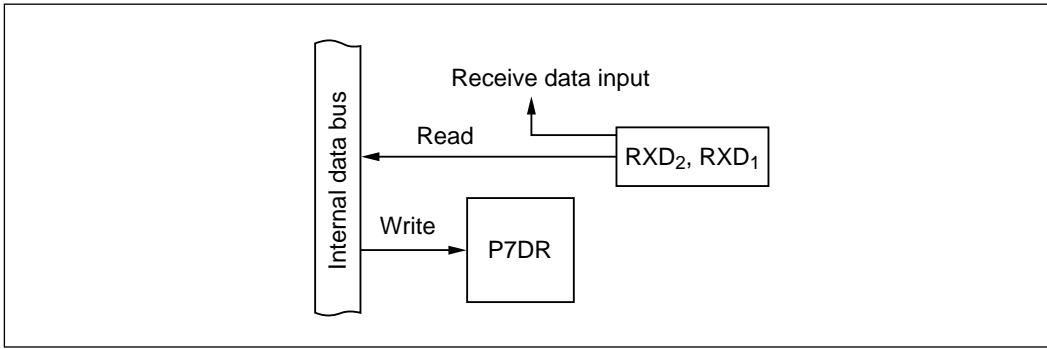 Receive data input
Read
RXD₂, RXD₁
Internal data bus
Write
P7DR